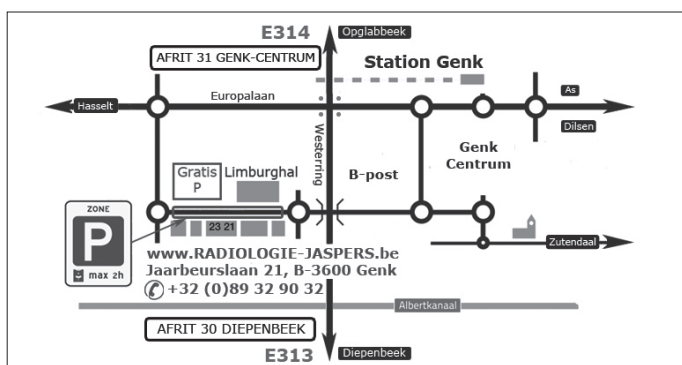 E314
Opglabbeek
AFRIT 31 GENK-CENTRUM
Station Genk
Hasselt
Europalaan
As
Dilsen
Westerring
Genk
Centrum
Gratis
P
Limburghal
B-post
ZONE
P
max 2h
23 21
Zutendaal
www.RADIOLOGIE-JASPERS.be
Jaarbeurslaan 21, B-3600 Genk
+32 (0)89 32 90 32
Albertkanaal
AFRIT 30 DIEPENBEEK
E313
Diepenbeek